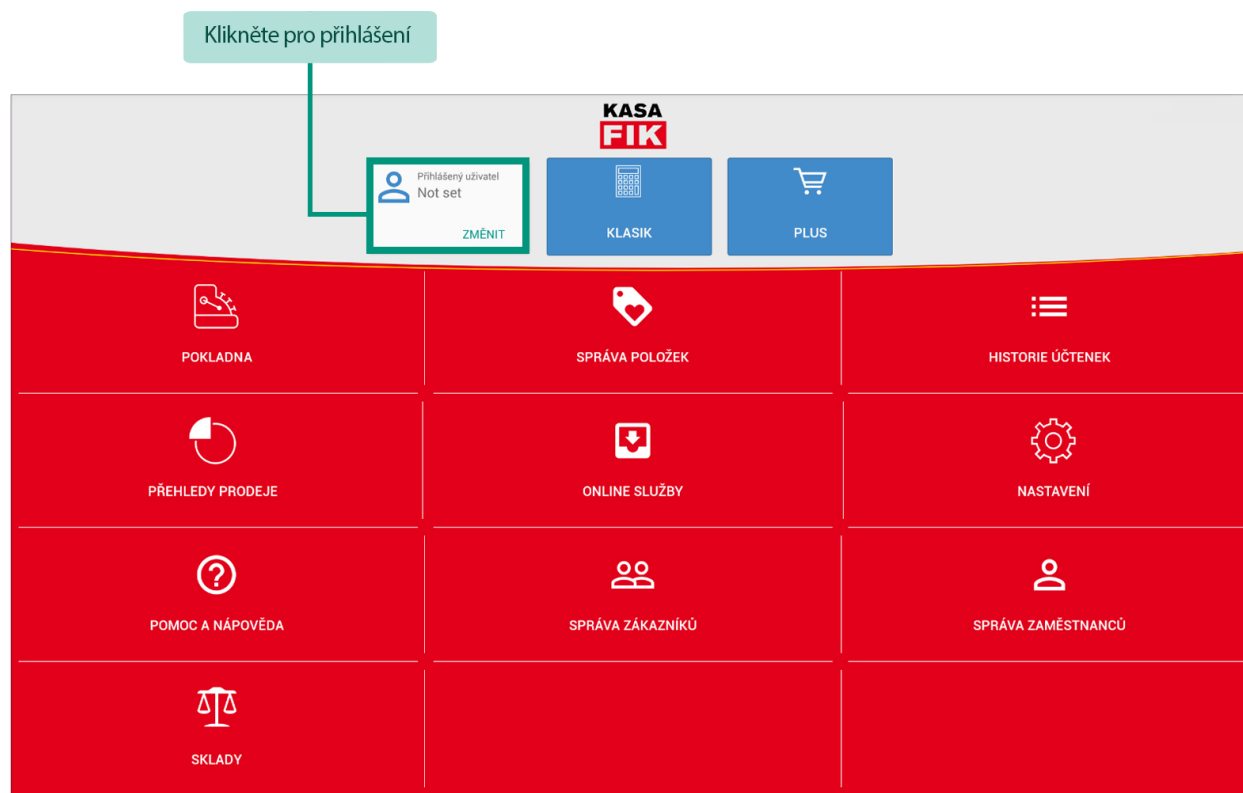 Klikněte pro přihlášení
KASA
FIK
Přihlášený uživatel
Not set
ZMĚNIT
KLASIK
PLUS
POKLADNA
SPRÁVA POLOŽEK
HISTORIE ÚČTENEK
PŘEHLEDY PRODEJE
ONLINE SLUŽBY
NASTAVENÍ
POMOC A NÁPOVĚDA
SPRÁVA ZÁKAZNÍKŮ
SPRÁVA ZAMĚSTNANCŮ
SKLADY